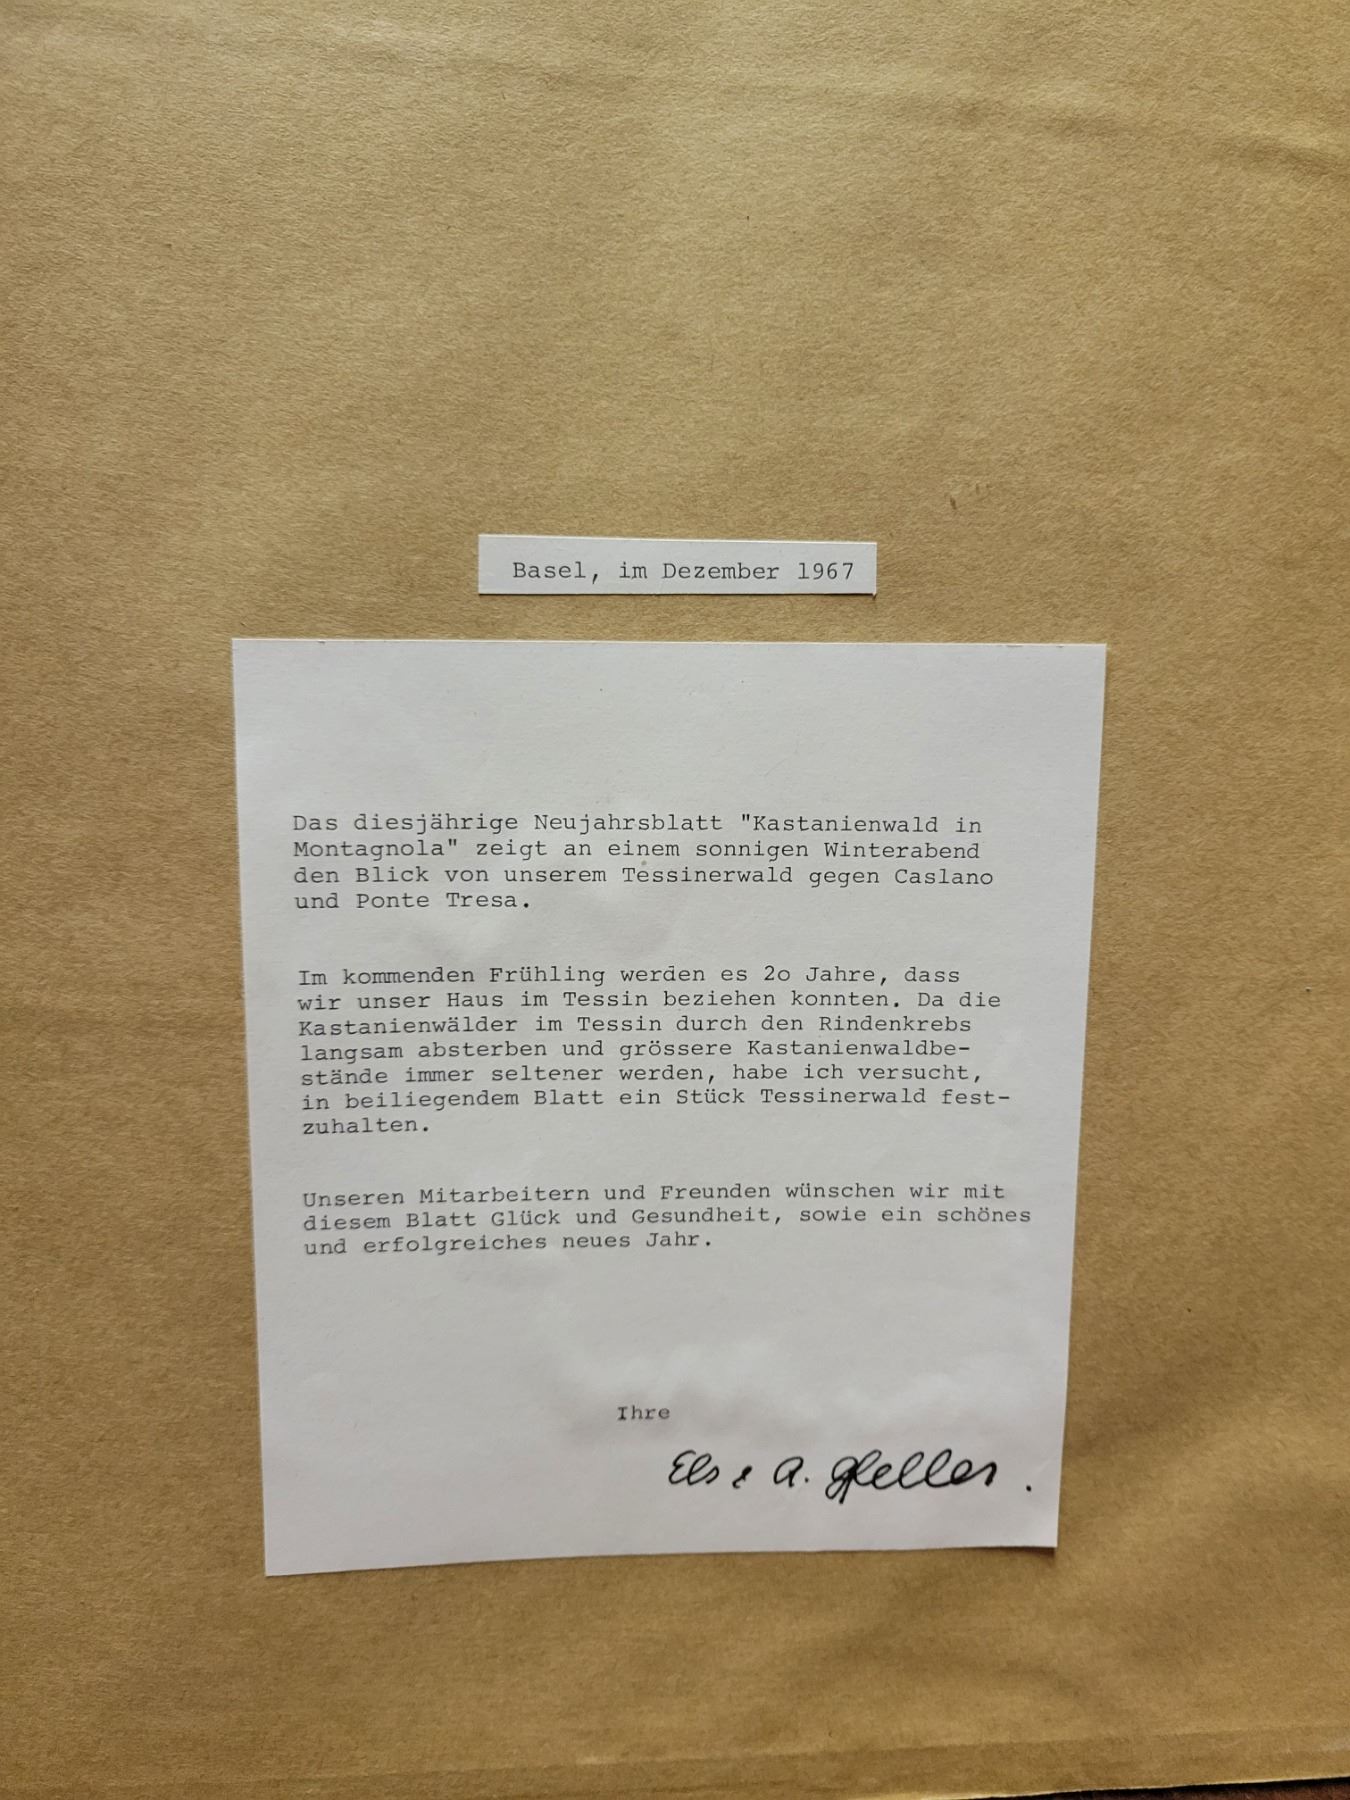 Basel, im Dezember 1967
Das diesjährige Neujahrsblatt "Kastanienwald in
Montagnola" zeigt an einem sonnigen Winterabend
den Blick von unserem Tessinerwald gegen Caslano
und Ponte Tresa.
Im kommenden Frühling werden es 2o Jahre, dass
wir unser Haus im Tessin beziehen konnten. Da die
Kastanienwälder im Tessin durch den Rindenkrebs
langsam absterben und grössere Kastanienwaldbe-
stände immer seltener werden, habe ich versucht,
in beiliegendem Blatt ein Stück Tessinerwald fest-
zuhalten.
Unseren Mitarbeitern und Freunden wünschen wir mit
diesem Blatt Glück und Gesundheit, sowie ein schönes
und erfolgreiches neues Jahr.
Ihre
Els & A. Gfeller.